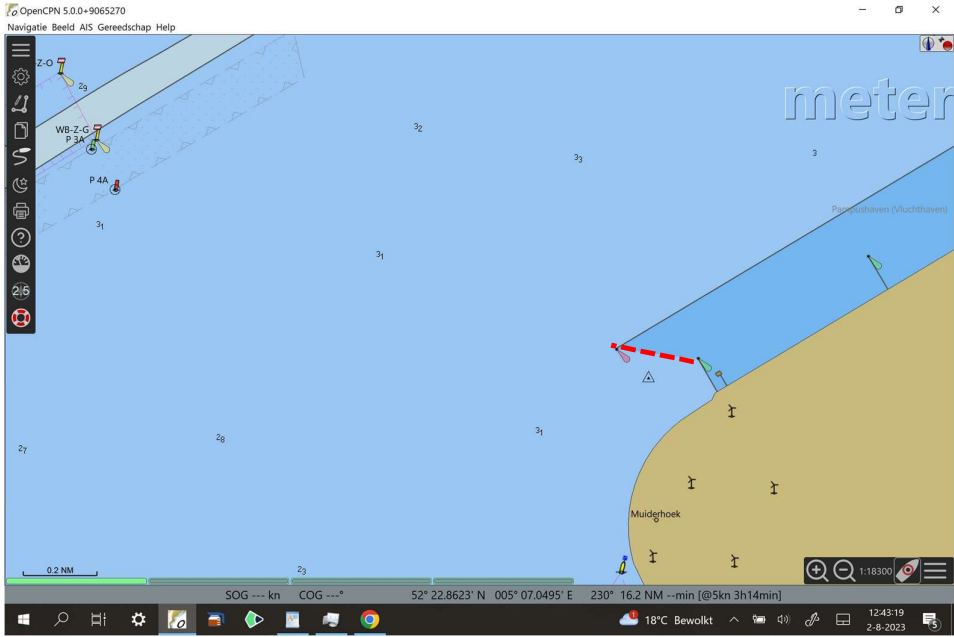 OpenCPN 5.0.0+9065270
Navigatie Beeld AIS Gereedschap Help
Z-O
29
WB-Z-G
P 3A
P 4A
31
32
33
3
meter
Pampushaven (Vluchthaven)
31
31
28
27
23
Muiderhoek
0.2 NM
1:18300
SOG --- kn COG ---° 52° 22.8623' N 005° 07.0495' E 230° 16.2 NM --min [@5kn 3h14min]
18°C Bewolkt
12:43:19
2-8-2023
5